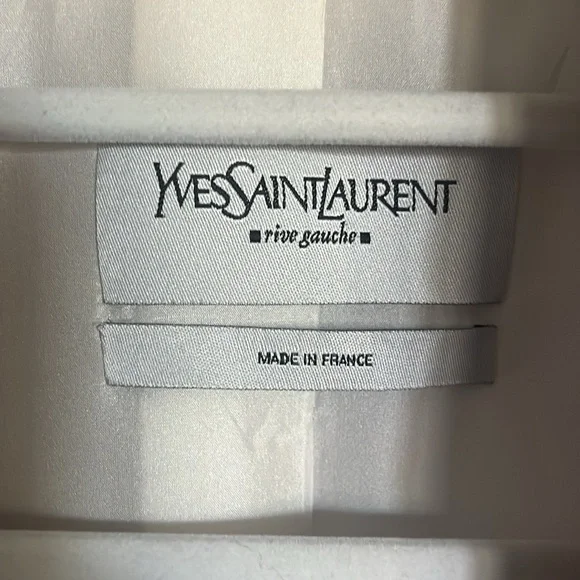 YVESSAINTLAURENT
rive gauche
MADE IN FRANCE